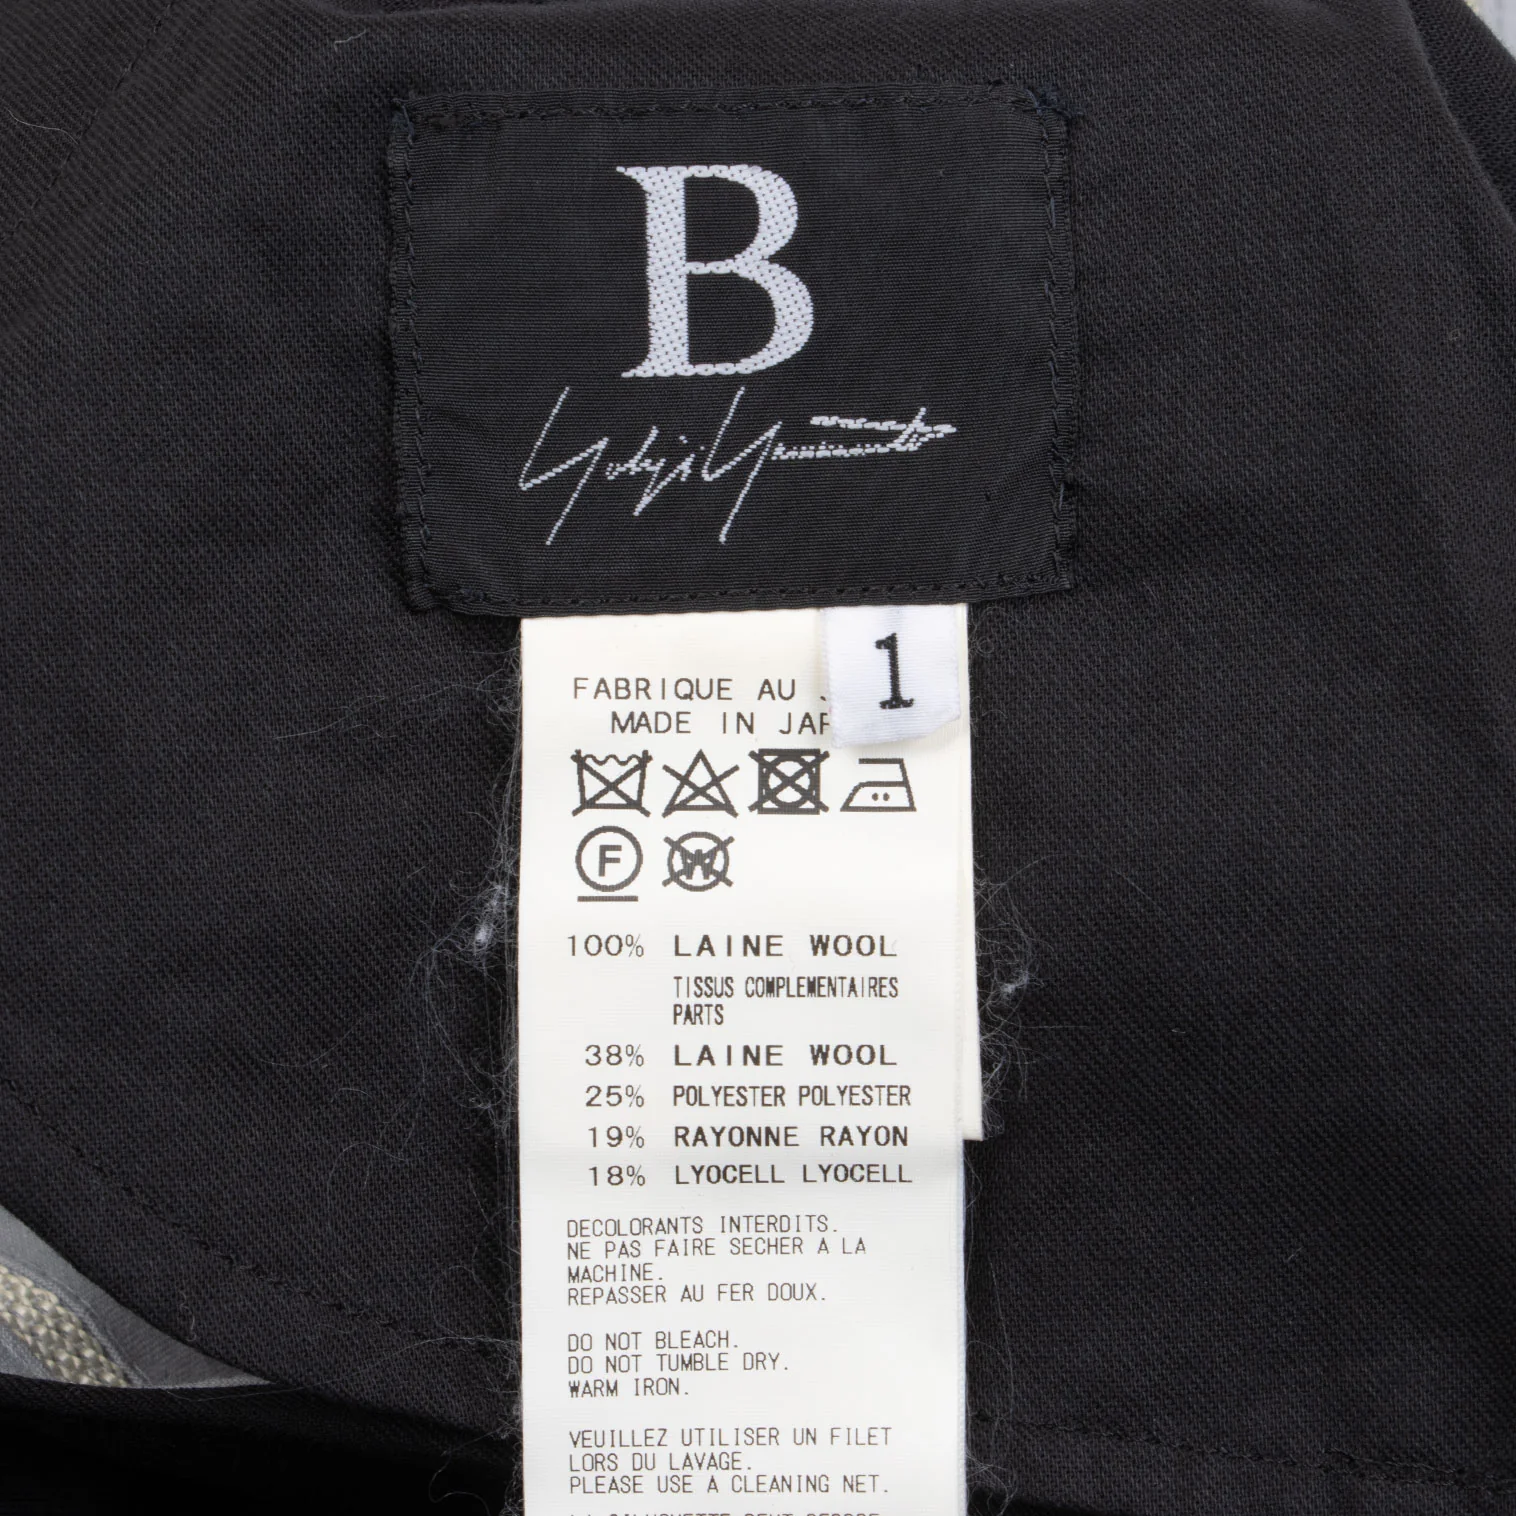 B
Yohji Yamamoto
1
FABRIQUE AU
MADE IN
F
W
100% LAINE WOOL
TISSUS COMPLEMENTAIRES
PARTS
38% LAINE WOOL
25% POLYESTER POLYESTER
19% RAYONNE RAYON
18% LYOCELL LYOCELL
DECOLORANTS INTERDITS.
NE PAS FAIRE SECHER A LA
MACHINE.
REPASSER AU FER DOUX.
DO NOT BLEACH.
DO NOT TUMBLE DRY.
WARM IRON.
VEUILLEZ UTILISER UN FILET
LORS DU LAVAGE.
PLEASE USE A CLEANING NET.